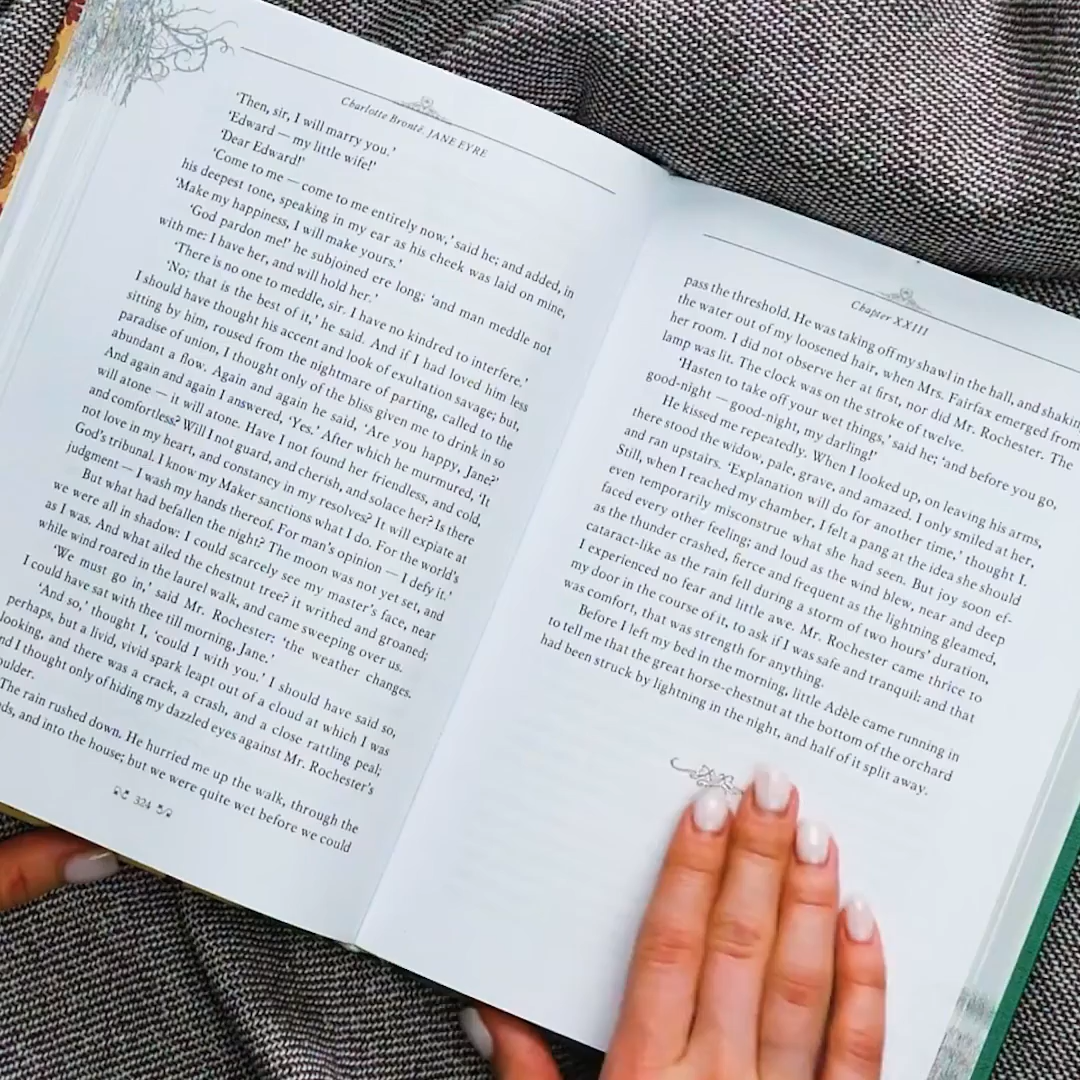 Charlotte Brontë, JANE EYRE
'Then, sir, I will marry you.'
'Edward — my little wife!'
'Dear Edward!'
'Come to me — come to me entirely now,' said he; and added, in
his deepest tone, speaking in my ear as his cheek was laid on mine,
'Make my happiness, I will make yours.'
'God pardon me!' he subjoined ere long; 'and man meddle not
with me: I have her, and will hold her.'
'There is no one to meddle, sir. I have no kindred to interfere.'
'No; that is the best of it,' he said. And if I had loved him less
I should have thought his accent and look of exultation savage; but,
sitting by him, roused from the nightmare of parting, called to the
paradise of union, I thought only of the bliss given me to drink in so
abundant a flow. Again and again he said, 'Are you happy, Jane?'
And again and again I answered, 'Yes.' After which he murmured, 'It
will atone — it will atone. Have I not found her friendless, and cold,
and comfortless? Will I not guard, and cherish, and solace her? Is there
not love in my heart, and constancy in my resolves? It will expiate at
God's tribunal. I know my Maker sanctions what I do. For the world's
judgment — I wash my hands thereof. For man's opinion — I defy it.'
But what had befallen the night? The moon was not yet set, and
we were all in shadow: I could scarcely see my master's face, near
as I was. And what ailed the chestnut tree? it writhed and groaned;
while wind roared in the laurel walk, and came sweeping over us.
'We must go in,' said Mr. Rochester; 'the weather changes.
I could have sat with thee till morning, Jane.'
'And so,' thought I, 'could I with you.' I should have said so,
perhaps, but a livid, vivid spark leapt out of a cloud at which I was
looking, and there was a crack, a crash, and a close rattling peal;
nd I thought only of hiding my dazzled eyes against Mr. Rochester's
oulder.
The rain rushed down. He hurried me up the walk, through the
ds, and into the house; but we were quite wet before we could
324
Chapter XXIII
pass the threshold. He was taking off my shawl in the hall, and shakin
the water out of my loosened hair, when Mrs. Fairfax emerged from
her room. I did not observe her at first, nor did Mr. Rochester. The
lamp was lit. The clock was on the stroke of twelve.
'Hasten to take off your wet things,' said he; 'and before you go,
good-night — good-night, my darling!'
He kissed me repeatedly. When I looked up, on leaving his arms,
there stood the widow, pale, grave, and amazed. I only smiled at her,
and ran upstairs. 'Explanation will do for another time,' thought I.
Still, when I reached my chamber, I felt a pang at the idea she should
even temporarily misconstrue what she had seen. But joy soon ef-
faced every other feeling; and loud as the wind blew, near and deep
as the thunder crashed, fierce and frequent as the lightning gleamed,
cataract-like as the rain fell during a storm of two hours' duration,
I experienced no fear and little awe. Mr. Rochester came thrice to
my door in the course of it, to ask if I was safe and tranquil: and that
was comfort, that was strength for anything.
Before I left my bed in the morning, little Adèle came running in
to tell me that the great horse-chestnut at the bottom of the orchard
had been struck by lightning in the night, and half of it split away.